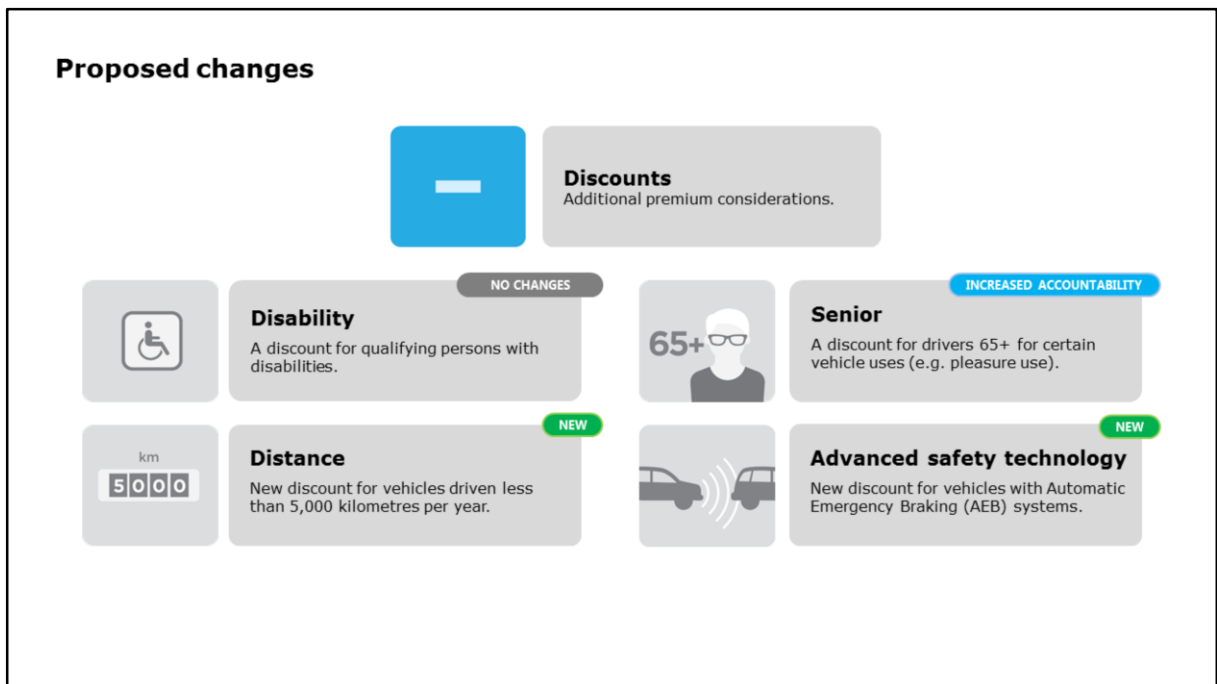 Proposed changes
Discounts
Additional premium considerations.
NO CHANGES
Disability
A discount for qualifying persons with
disabilities.
INCREASED ACCOUNTABILITY
65+
Senior
A discount for drivers 65+ for certain
vehicle uses (e.g. pleasure use).
NEW
km
5000
Distance
New discount for vehicles driven less
than 5,000 kilometres per year.
NEW
Advanced safety technology
New discount for vehicles with Automatic
Emergency Braking (AEB) systems.